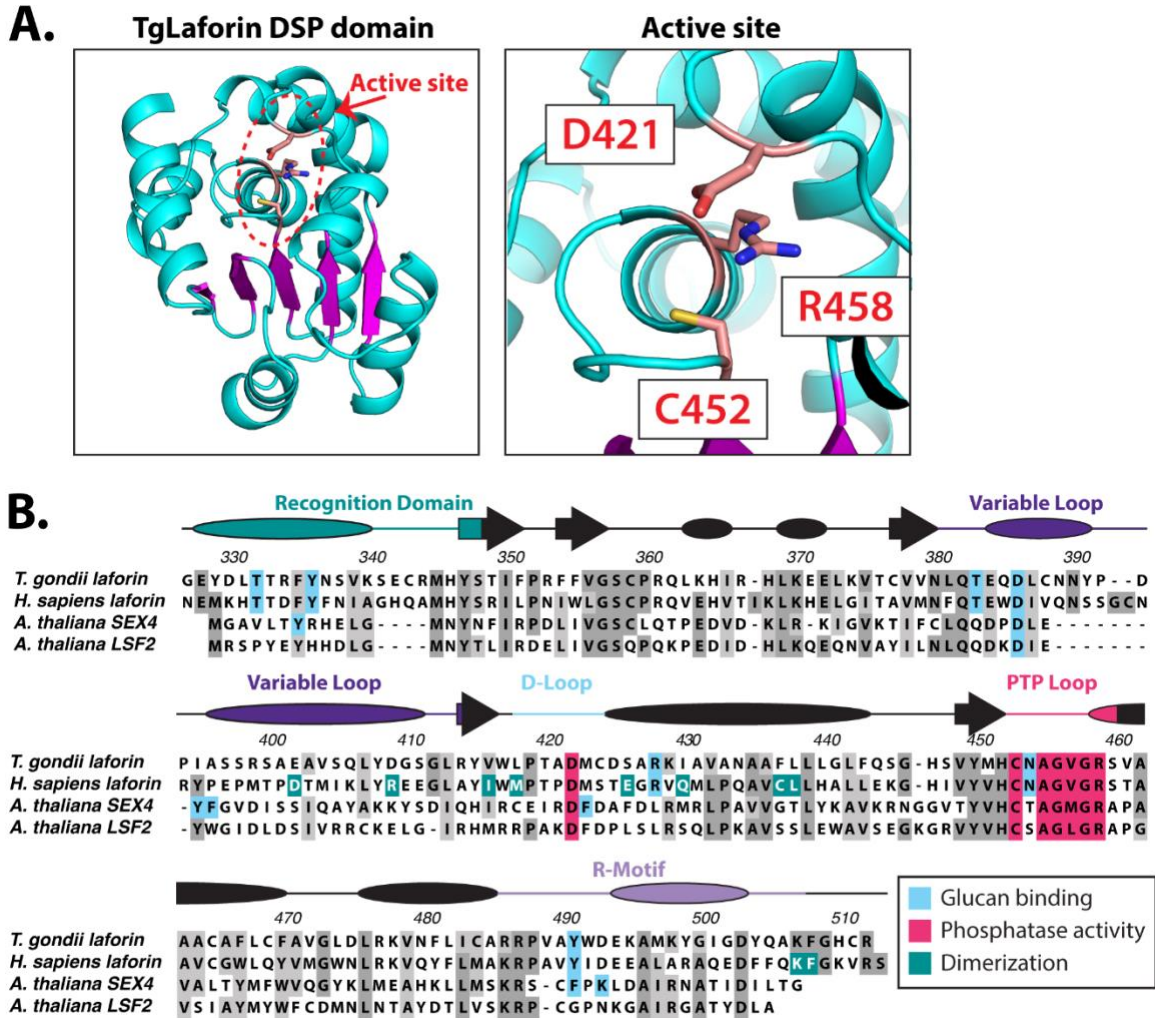 A.
TgLaforin DSP domain
Active site
Active site
D421
R458
C452
B.
Recognition Domain Variable Loop
330 340 350 360 370 380 390
T. gondii laforin GEYDLTTRFYNSVKSECRMHYSTIFPRFFVGSCPRQLKHIR-HLKEELKVTCVVNLQTEQDLCNNYP--D
H. sapiens laforin NEMKHTTDFYFNIAGHQAMHYSRILPNIWLGSCPRQVEHVTIKLKHELGITAVMNFQTEWDIVQNSSGCN
A. thaliana SEX4 MGAVLTYRHELG----MNYNFIRPDLIVGSCLQTPEDVD-KLR-KIGVKTIFCLQQDPDLE-------
A. thaliana LSF2 MRSPYEYHHDLG----MNYTLIRDELIVGSQPQKPEDID-HLKQEQNVAYILNLQQDKDIE-------
Variable Loop D-Loop PTP Loop
400 410 420 430 440 450 460
T. gondii laforin PIASSRSAEAVSQLYDGSGLRYVWLPTADMCDSARKIAVANAAFLLLGLFQSG-HSVYMHCNAGVGRSVA
H. sapiens laforin RYPEPMTPDTMIKLYREEGLAYIWMPTPDMSTEGRVQMLPQAVCLLHALLEKG-HIVYVHCNAGVGRSTA
A. thaliana SEX4 -YFGVDISSIQAYAKKYSDIQHIRCEIRDFDAFDLRMRLPAVVGTLYKAVKRNGGVTYVHCTAGMGRAPA
A. thaliana LSF2 -YWGIDLDSIVRRCKELG-IRHMRRPAKDFDPLSLRSQLPKAVSSLEWAVSEGKGRVYVHCSAGLGRAPG
R-Motif
470 480 490 500 510
T. gondii laforin AACAFLCFAVGLDLRKVNFLICARRPVAYWDEKAMKYGIGDYQAKFGHCR
H. sapiens laforin AVCGWLQYVMGWNLRKVQYFLMAKRPAVYIDEEALARAQEDFFQKFGKVRS
A. thaliana SEX4 VALTYMFWVQGYKLMEAHKLLMSKRS-CFPKLDAIRNATIDILTG
A. thaliana LSF2 VSIAYMYWFCDMNLNTAYDTLVSKRP-CGPNKGAIRGATYDLA
Glucan binding
Phosphatase activity
Dimerization